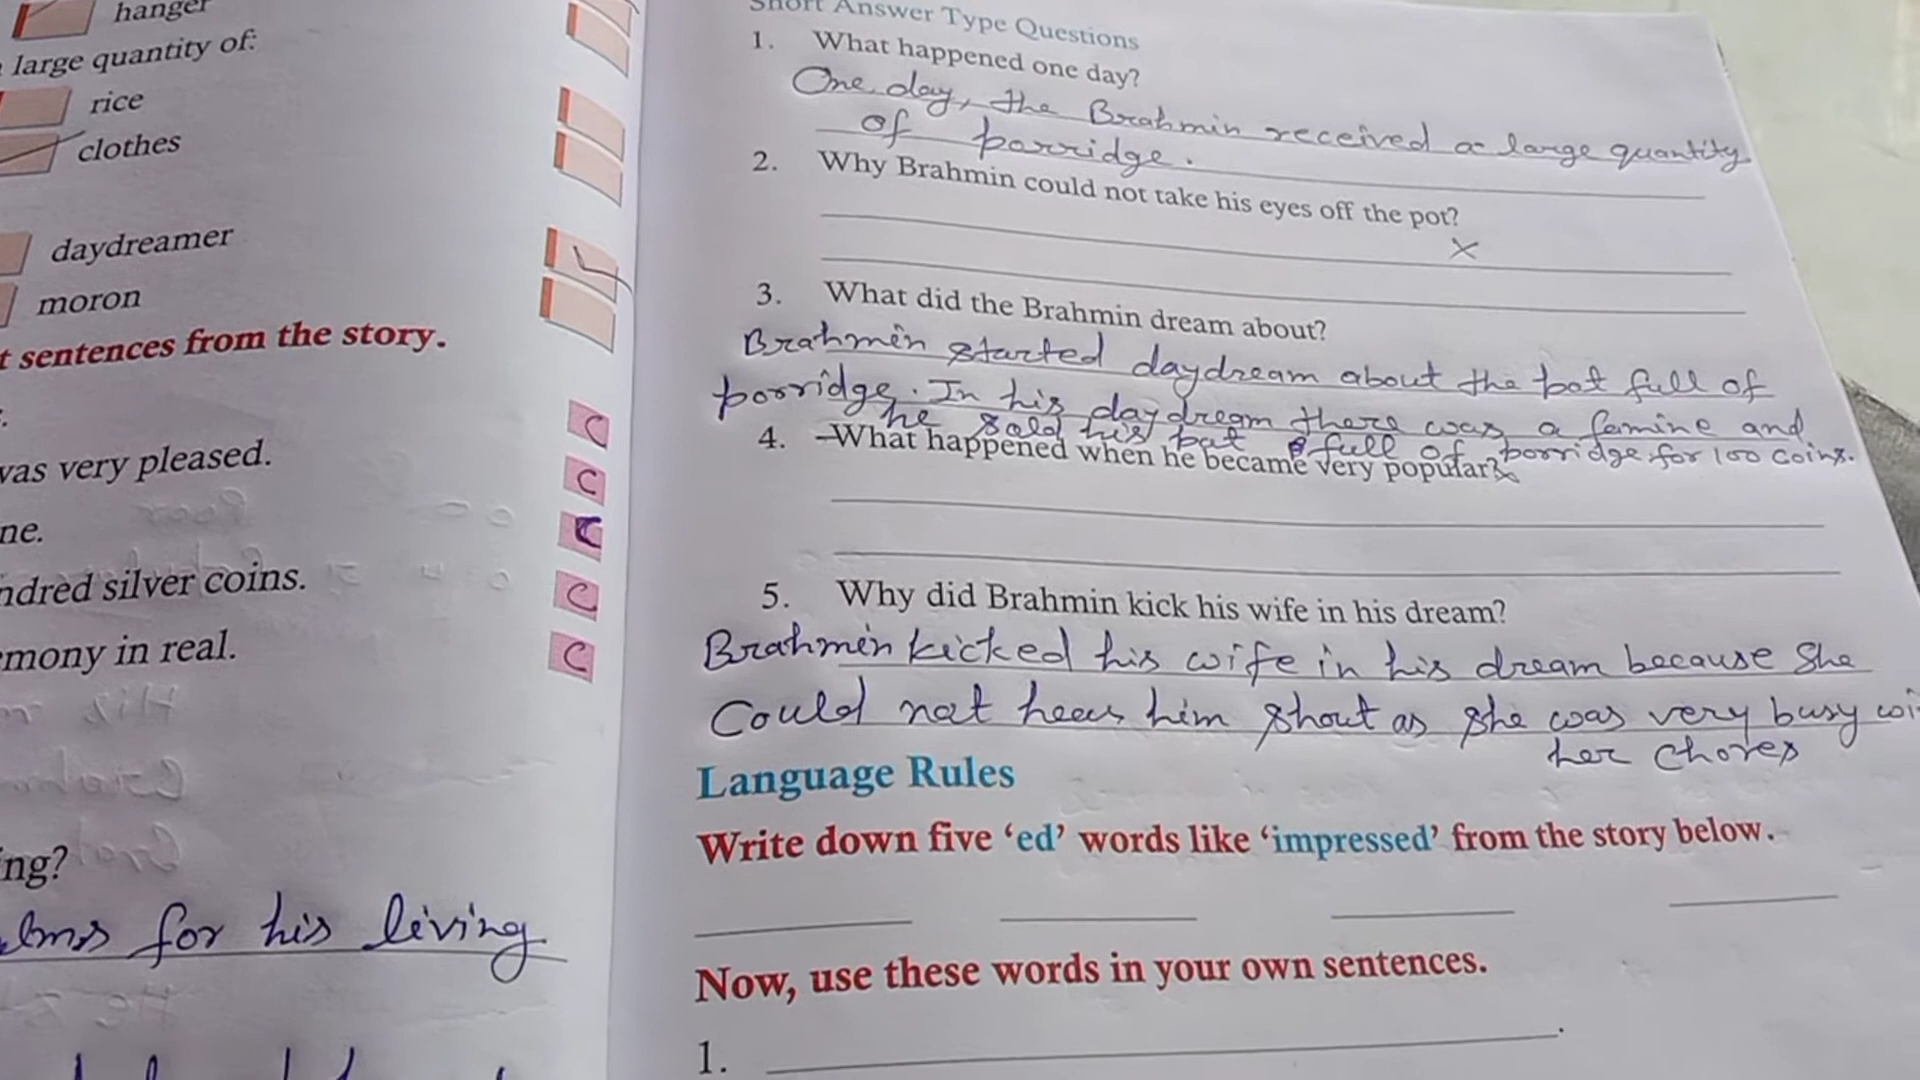 hanger
large quantity of:
rice
clothes
daydreamer
moron
sentences from the story.
was very pleased.
ne.
ndred silver coins.
mony in real.
C
C
C
C
C
ng?
for his living
Short Answer Type Questions
1. What happened one day?
One day, the Brahmin received a large quantity
of porridge.
2. Why Brahmin could not take his eyes off the pot?
x
3. What did the Brahmin dream about?
Brahmin started daydream about the pot full of
porridge. In his daydream there was a famine and
he sold his pot full of porridge for 100 coins.
4. What happened when he became very popular? x
5. Why did Brahmin kick his wife in his dream?
Brahmin kicked his wife in his dream because She
Could not hear him shout as she was very busy wi
her chores
Language Rules
Write down five ‘ed’ words like ‘impressed’ from the story below.
Now, use these words in your own sentences.
1.